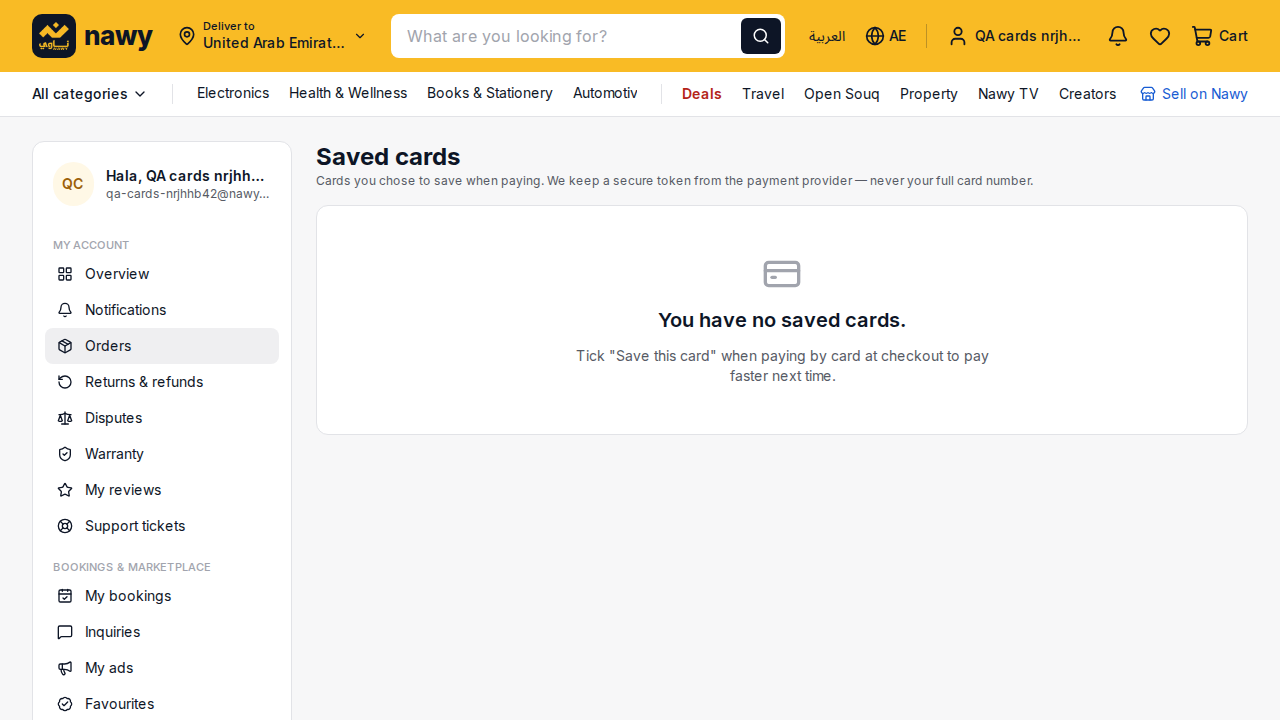 نـــاوي
NAWY
nawy
Deliver to
United Arab Emirat...
What are you looking for?
العربية
AE
QA cards nrjh...
Cart
All categories
Electronics
Health & Wellness
Books & Stationery
Automotiv
Deals
Travel
Open Souq
Property
Nawy TV
Creators
Sell on Nawy
QC
Hala, QA cards nrjhh...
qa-cards-nrjhhb42@nawy...
Saved cards
Cards you chose to save when paying. We keep a secure token from the payment provider — never your full card number.
MY ACCOUNT
Overview
Notifications
Orders
Returns & refunds
Disputes
Warranty
My reviews
Support tickets
You have no saved cards.
Tick "Save this card" when paying by card at checkout to pay
faster next time.
BOOKINGS & MARKETPLACE
My bookings
Inquiries
My ads
Favourites